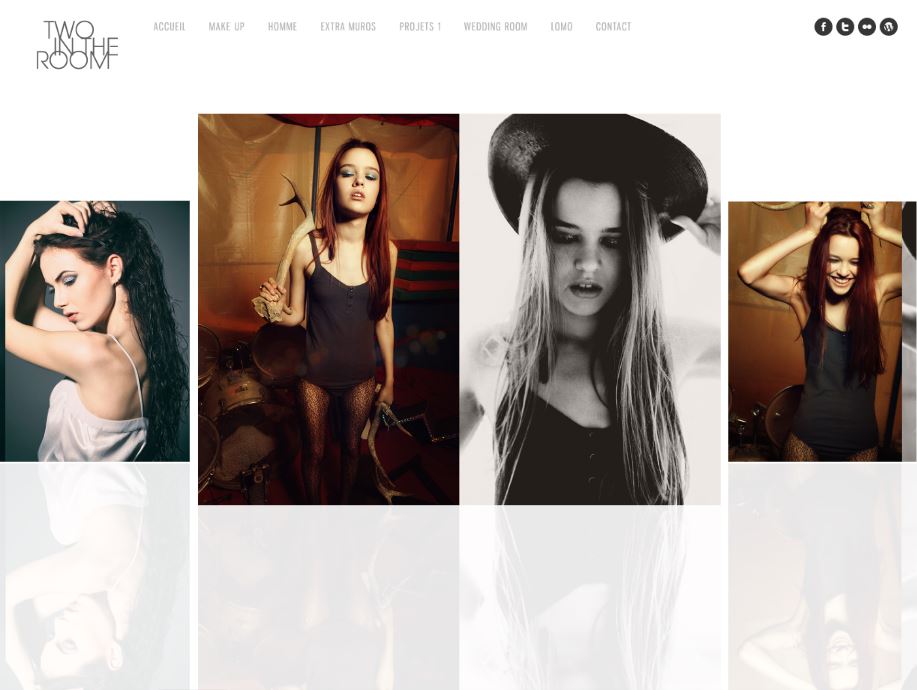 TWO
IN THE
ROOM
ACCUEIL MAKE UP HOMME EXTRA MUROS PROJETS 1 WEDDING ROOM LOMO CONTACT